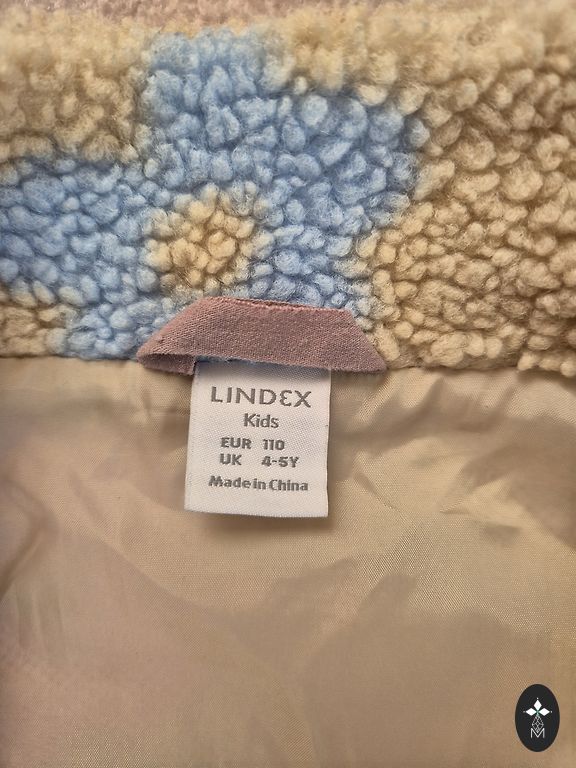 LINDEX
Kids
EUR 110
UK 4-5Y
Made in China
M